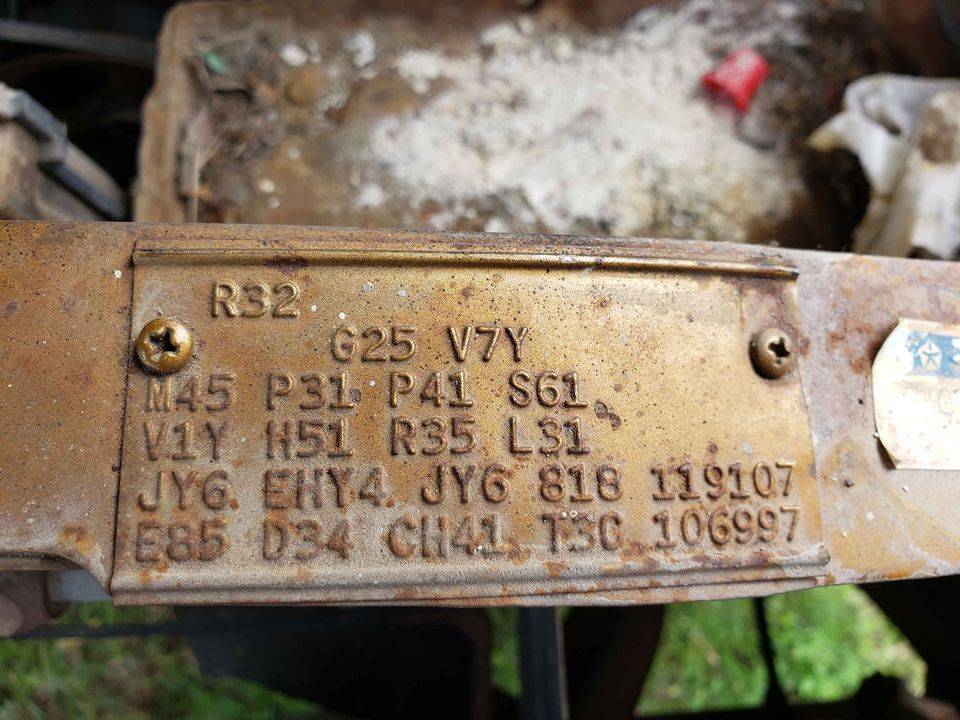 R32
G25 V7Y
M45 P31 P41 S61
V1Y H51 R35 L31
JY6 EHY4 JY6 818 119107
E85 D34 CH41 T3C 106997